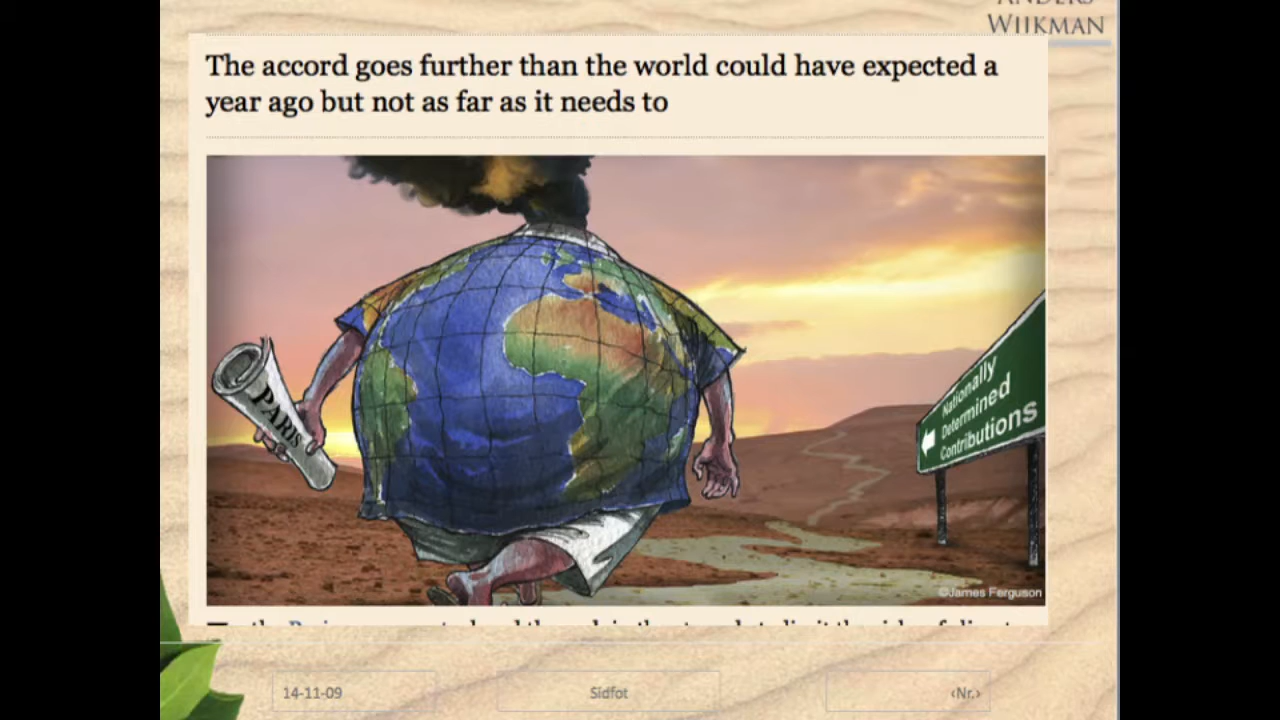 ANDERS
WIJKMAN
The accord goes further than the world could have expected a
year ago but not as far as it needs to
PARIS
Nationally
Determined
Contributions
©James Ferguson
14-11-09
Sidfot
‹Nr.›